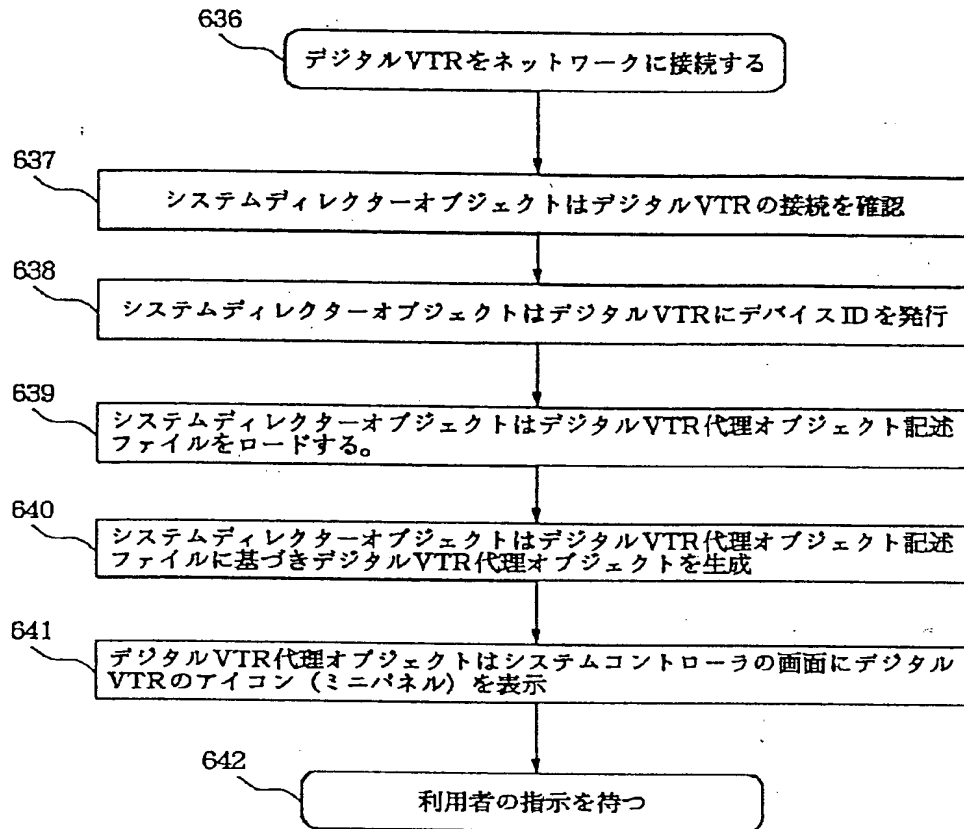 636
デジタルVTRをネットワークに接続する
637
システムディレクターオブジェクトはデジタルVTRの接続を確認
638
システムディレクターオブジェクトはデジタルVTRにデバイスIDを発行
639
システムディレクターオブジェクトはデジタルVTR代理オブジェクト記述
ファイルをロードする。
640
システムディレクターオブジェクトはデジタルVTR代理オブジェクト記述
ファイルに基づきデジタルVTR代理オブジェクトを生成
641
デジタルVTR代理オブジェクトはシステムコントローラの画面にデジタル
VTRのアイコン（ミニパネル）を表示
642
利用者の指示を待つ